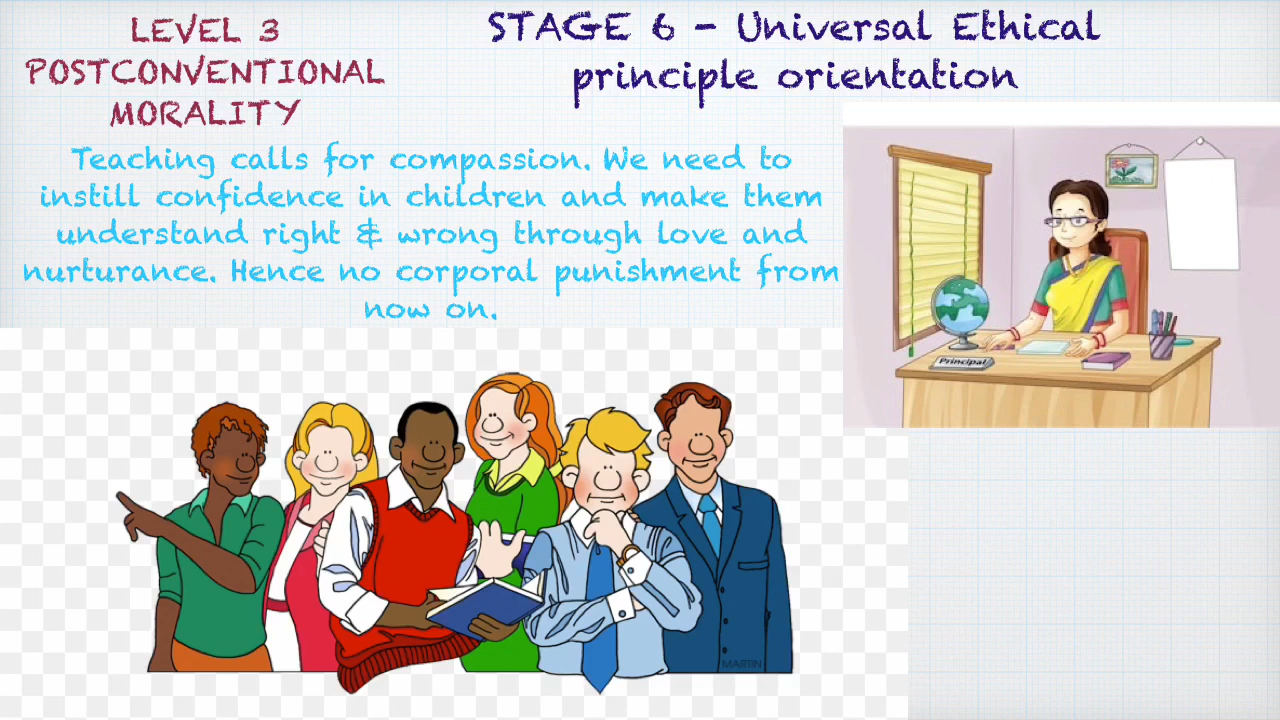 LEVEL 3
POSTCONVENTIONAL
MORALITY
STAGE 6 - Universal Ethical
principle orientation
Teaching calls for compassion. We need to
instill confidence in children and make them
understand right & wrong through love and
nurturance. Hence no corporal punishment from
now on.
Principal
MARTIN